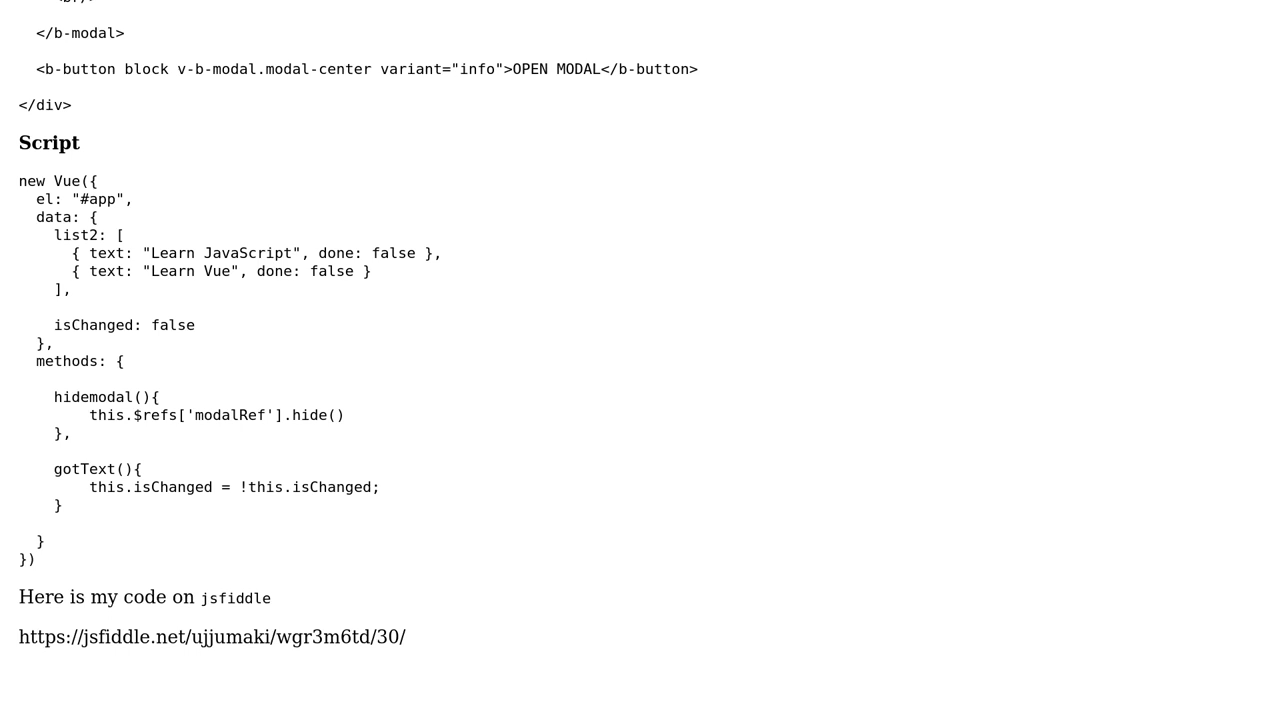 <br/>
</b-modal>
<b-button block v-b-modal.modal-center variant="info">OPEN MODAL</b-button>
</div>
Script
new Vue({
el: "#app",
data: {
list2: [
{ text: "Learn JavaScript", done: false },
{ text: "Learn Vue", done: false }
],
isChanged: false
},
methods: {
hidemodal(){
this.$refs['modalRef'].hide()
},
gotText(){
this.isChanged = !this.isChanged;
}
}
})
Here is my code on jsfiddle
https://jsfiddle.net/ujjumaki/wgr3m6td/30/